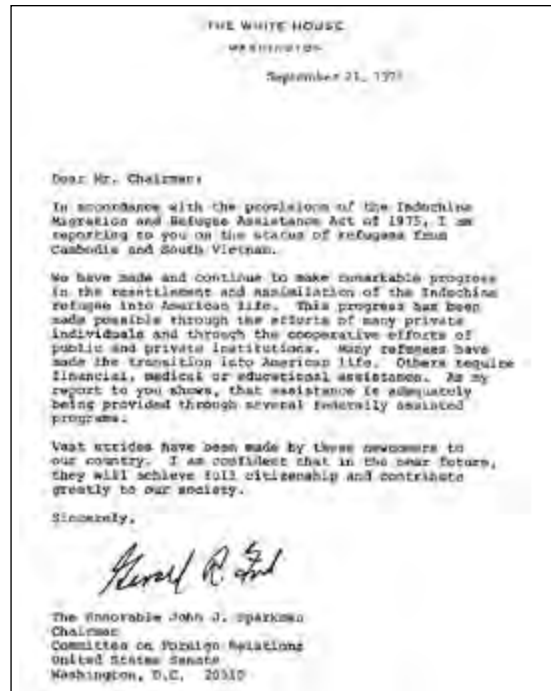 THE WHITE HOUSE
WASHINGTON
September 21,
Dear Mr. Chairman:
In accordance with the provisions of the Indochina
Migration and Refugee Assistance Act of 1975, I am
reporting to you on the status of refugees from
Cambodia and South Vietnam.
We have made and continue to make remarkable progress
in the resettlement and assimilation of the Indochina
refugee into American life. This progress has been
made possible through the efforts of many private
individuals and through the cooperative efforts of
public and private institutions. Many refugees have
made the transition into American life. Others require
financial, medical or educational assistance. As my
report to you shows, that assistance is adequately
being provided through several federally assisted
programs.
Vast strides have been made by these newcomers to
our country. I am confident that in the near future,
they will achieve full citizenship and contribute
greatly to our society.
Sincerely,
Gerald R. Ford
The Honorable John J. Sparkman
Chairman
Committee on Foreign Relations
United States Senate
Washington, D.C. 20510